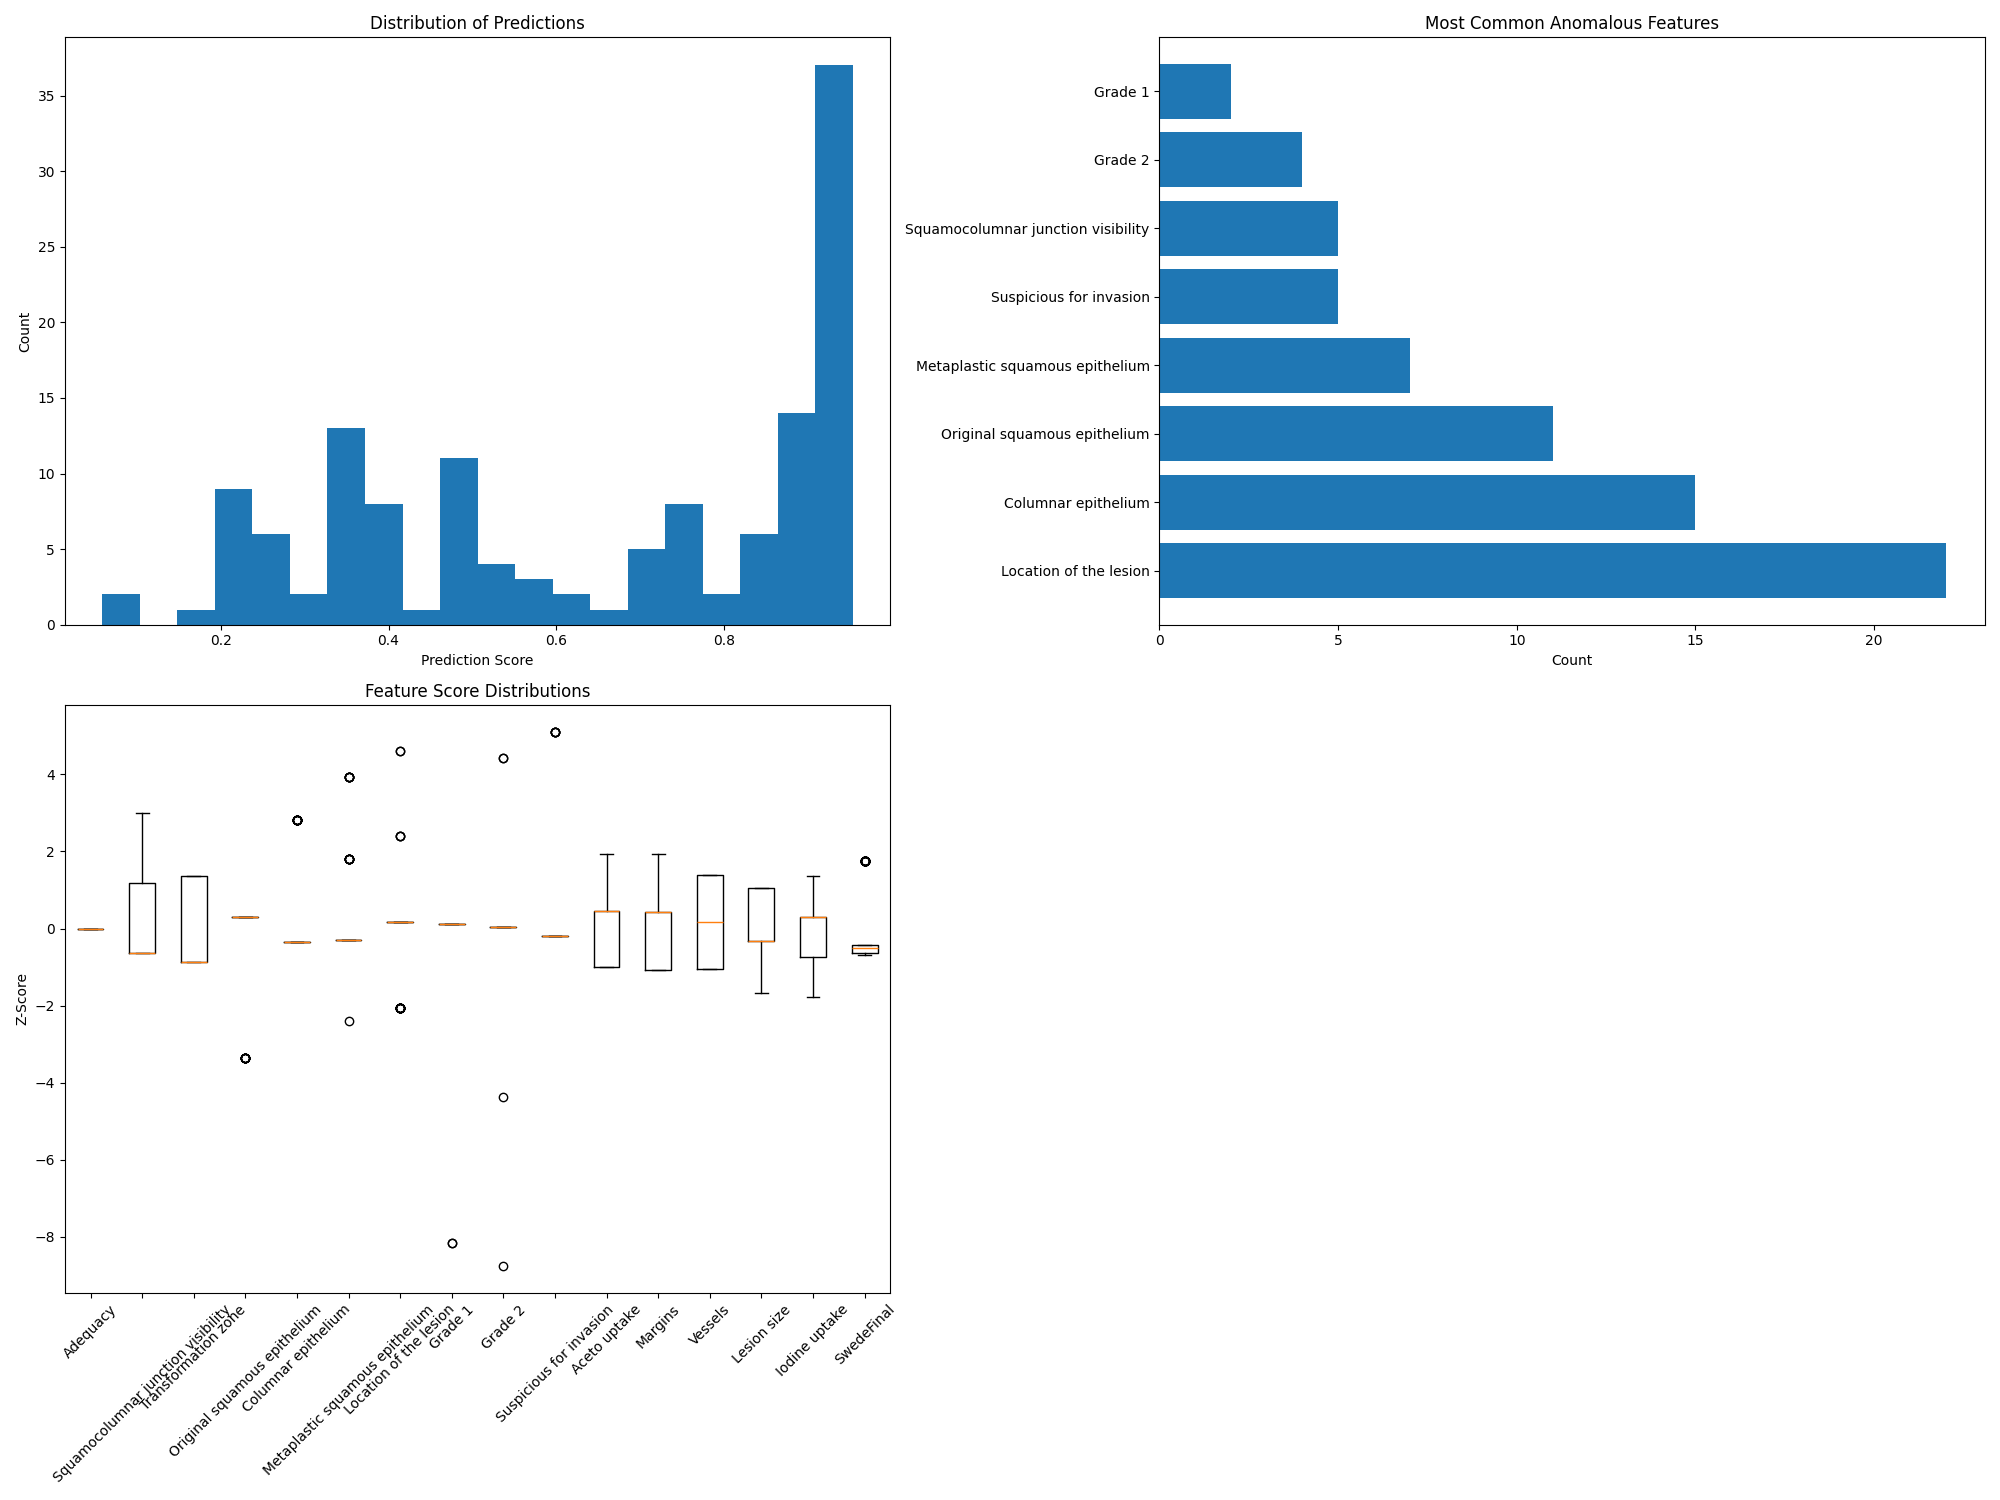 Distribution of Predictions
Count
35
30
25
20
15
10
5
0
0.2
0.4
0.6
0.8
Prediction Score
Most Common Anomalous Features
Grade 1
Grade 2
Squamocolumnar junction visibility
Suspicious for invasion
Metaplastic squamous epithelium
Original squamous epithelium
Columnar epithelium
Location of the lesion
0
5
10
15
20
Count
Feature Score Distributions
Z-Score
4
2
0
−2
−4
−6
−8
Adequacy
Squamocolumnar junction visibility
Transformation zone
Original squamous epithelium
Columnar epithelium
Metaplastic squamous epithelium
Location of the lesion
Grade 1
Grade 2
Suspicious for invasion
Aceto uptake
Margins
Vessels
Lesion size
Iodine uptake
SwedeFinal